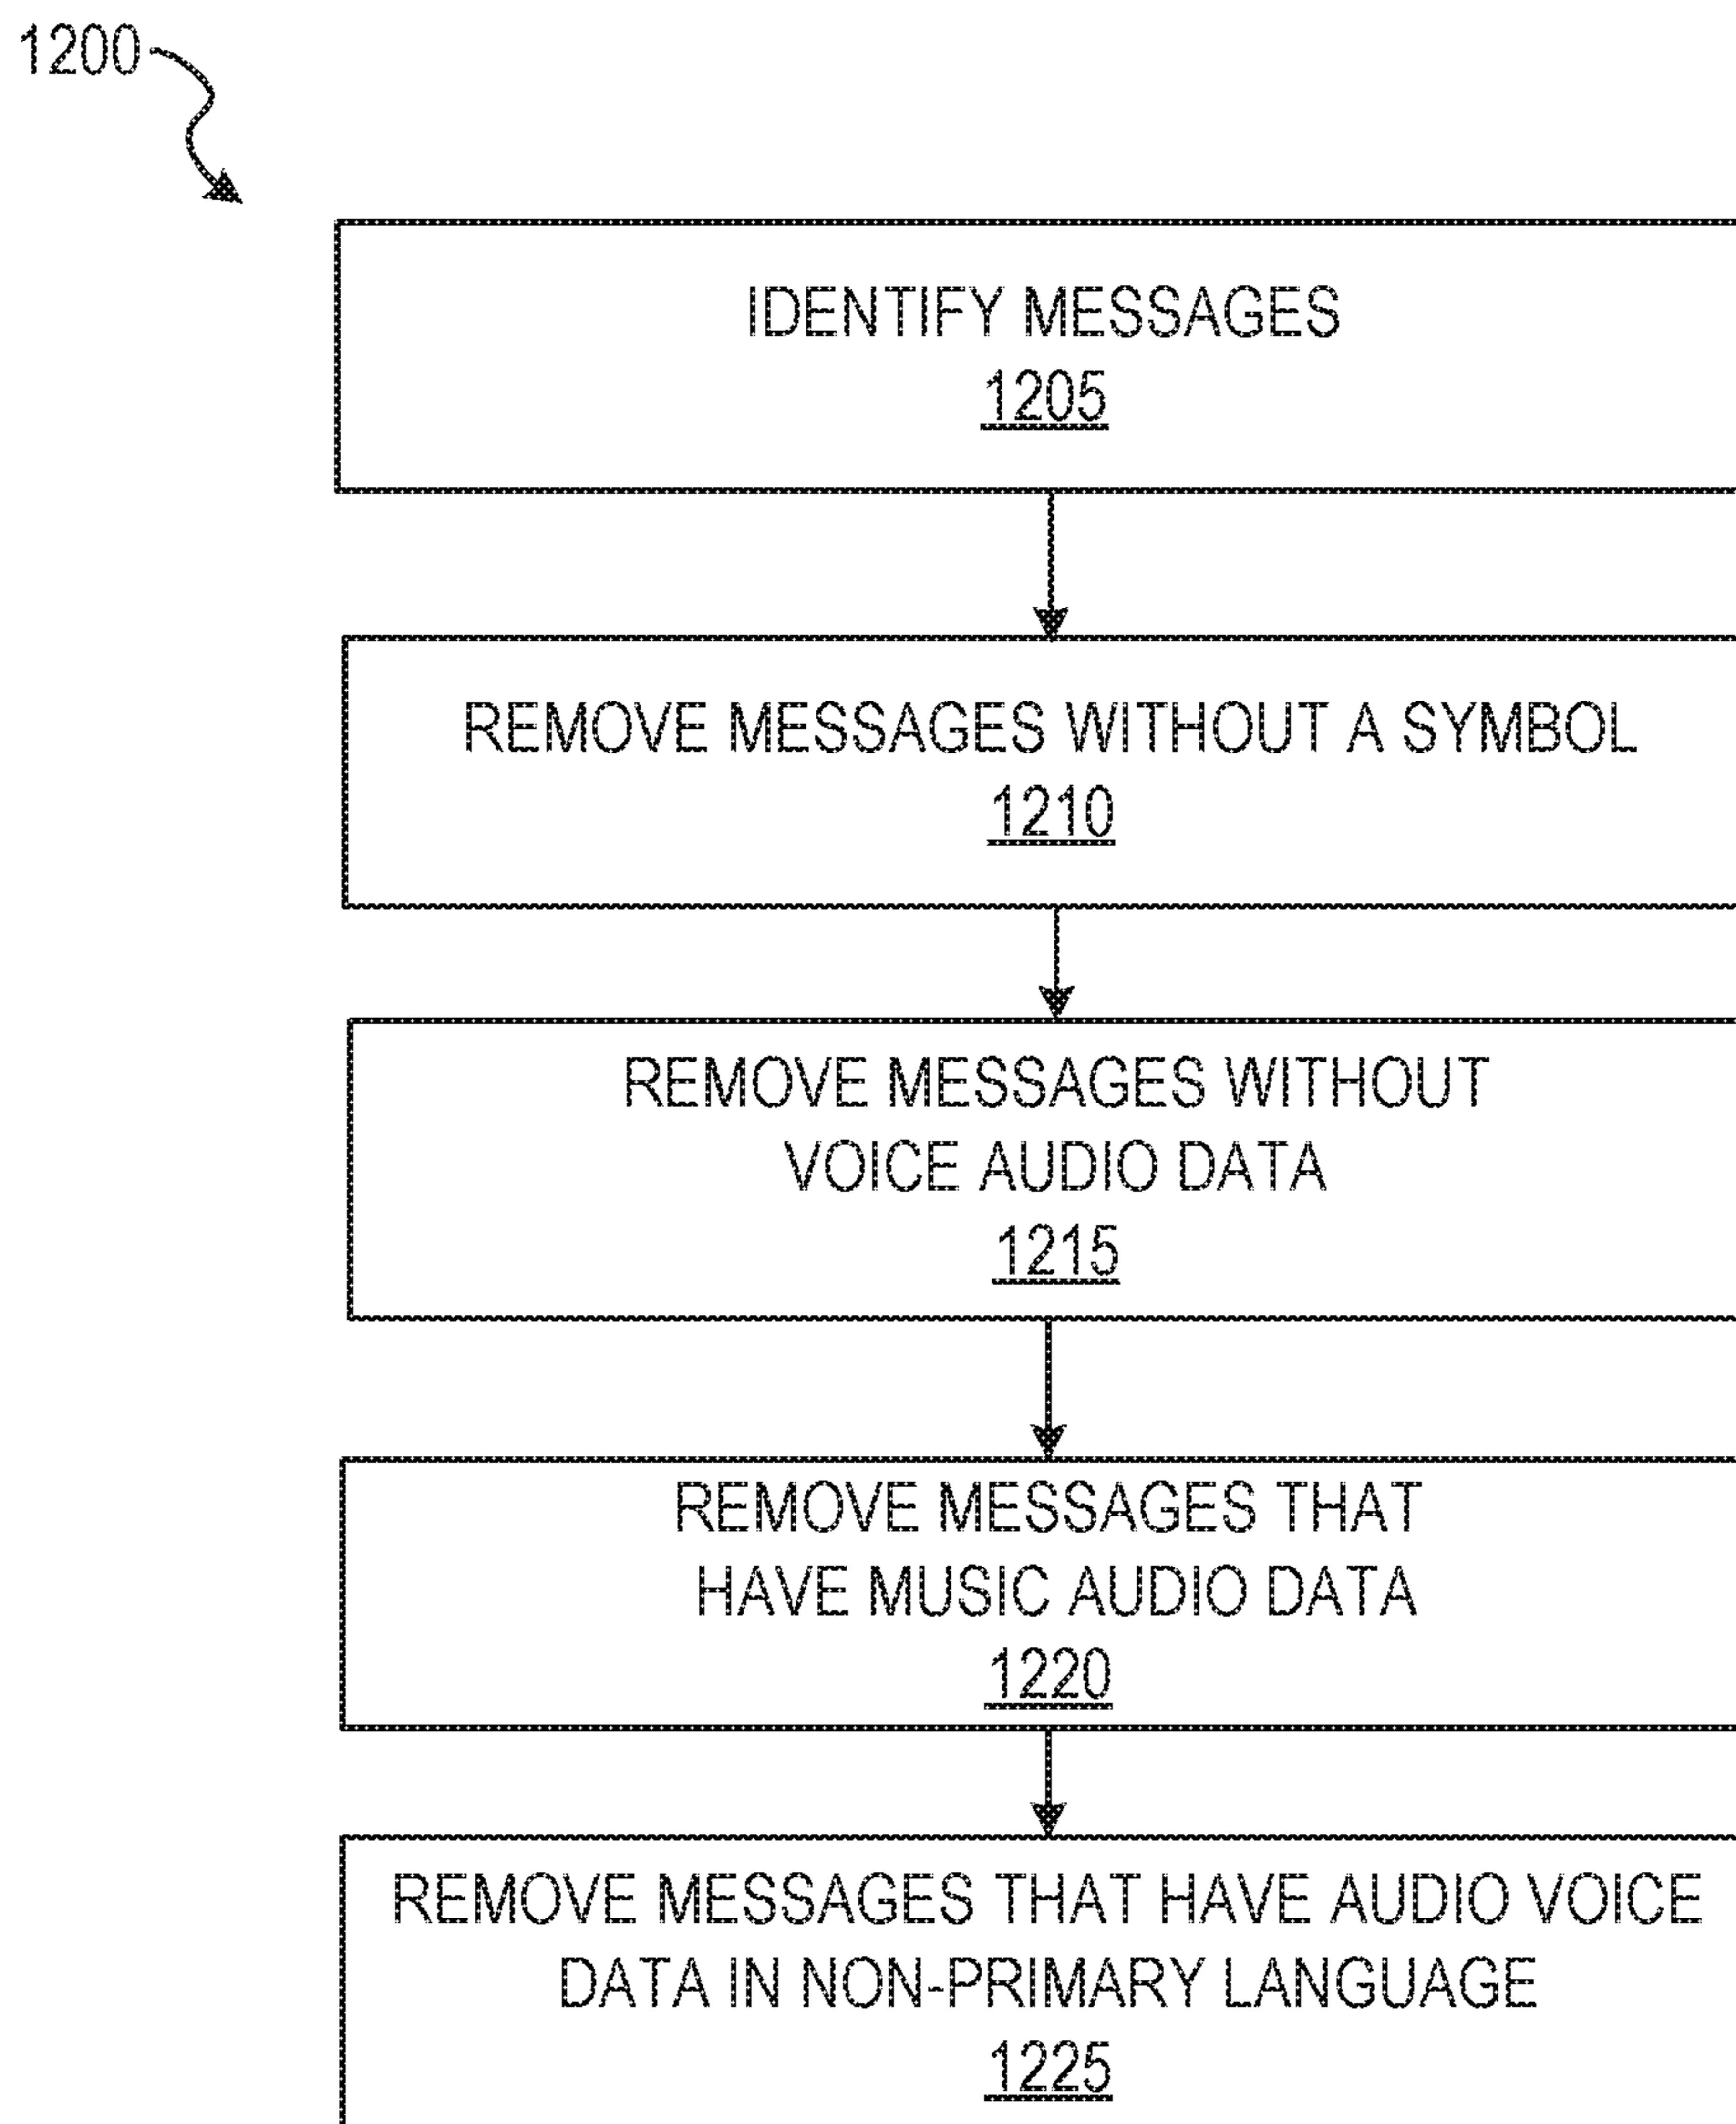 1200
IDENTIFY MESSAGES
1205
REMOVE MESSAGES WITHOUT A SYMBOL
1210
REMOVE MESSAGES WITHOUT
VOICE AUDIO DATA
1215
REMOVE MESSAGES THAT
HAVE MUSIC AUDIO DATA
1220
REMOVE MESSAGES THAT HAVE AUDIO VOICE
DATA IN NON-PRIMARY LANGUAGE
1225